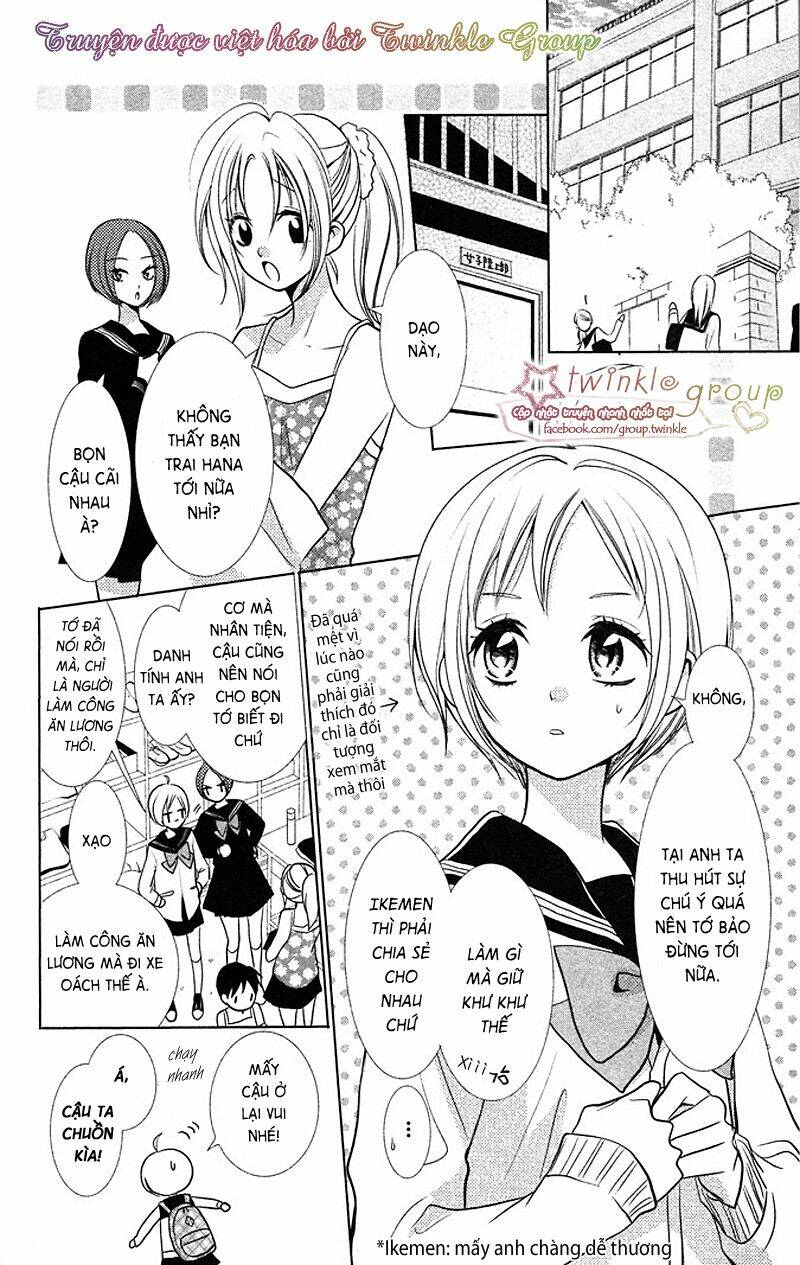 Truyện được việt hóa bởi Twinkle Group
女子陸上部
DẠO
NÀY,
KHÔNG
THẤY BẠN
TRAI HANA
TỚI NỮA
NHỈ?
BỌN
CẬU CÃI
NHAU
À?
twinkle group
Cập nhật truyện nhanh nhất tại
facebook.com/group.twinkle
KHÔNG,
TẠI ANH TA
THU HÚT SỰ
CHÚ Ý QUÁ
NÊN TỚ BẢO
ĐỪNG TỚI
NỮA.
Đã quá
mệt vì
lúc nào
cũng
phải giải
thích đó
chỉ là đối
tượng
xem mắt
mà thôi
LÀM GÌ
MÀ GIỮ
KHƯ KHƯ
THẾ
Xiii
IKEMEN
THÌ PHẢI
CHIA SẺ
CHO
NHAU
CHỨ
...
CƠ MÀ
NHÂN TIỆN,
CẬU CŨNG
NÊN NÓI
CHO BỌN
TỚ BIẾT ĐI
CHỨ
DANH
TÍNH ANH
TA ẤY?
TỚ ĐÃ
NÓI RỒI
MÀ, CHỈ
LÀ NGƯỜI
LÀM CÔNG
ĂN LƯƠNG
THÔI.
XẠO
LÀM CÔNG ĂN
LƯƠNG MÀ ĐI XE
OÁCH THẾ À.
MẤY
CẬU Ở
LẠI VUI
NHÉ!
chạy
nhanh
Á,
CẬU TA
CHUỒN
KÌA!
*Ikemen: mấy anh chàng dễ thương